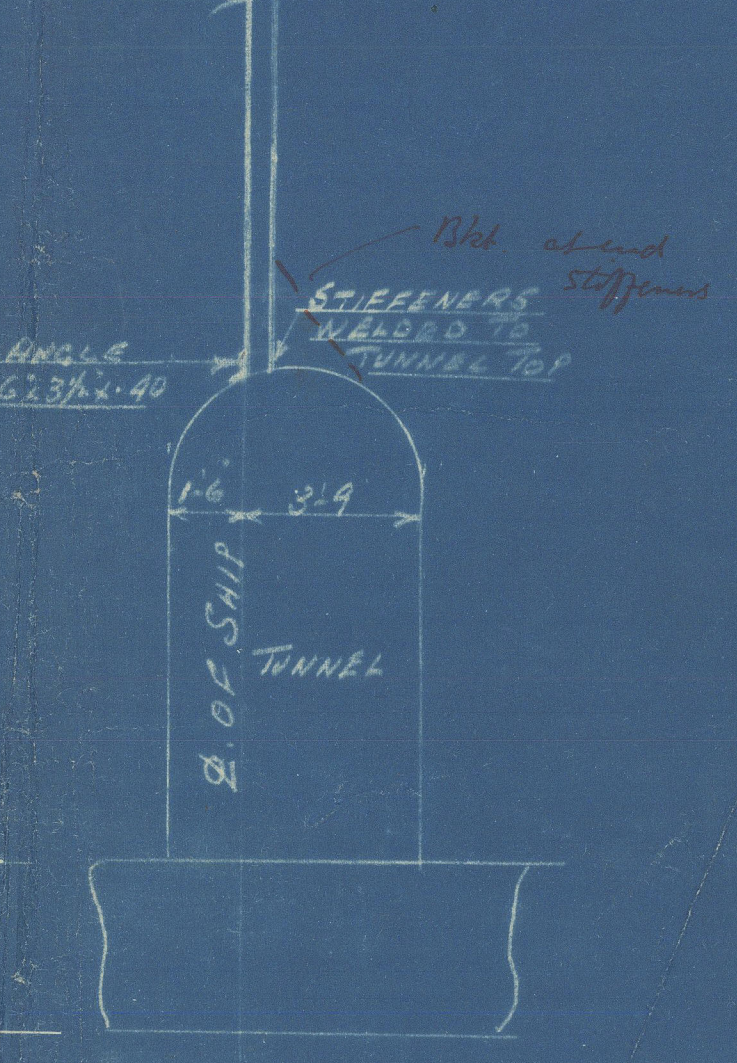 Bkt. at end
stiffeners
STIFFENERS
WELDED TO
TUNNEL TOP
ANGLE
6"x3½"x.40
1'-6"
3'-9"
℄. OF SHIP
TUNNEL